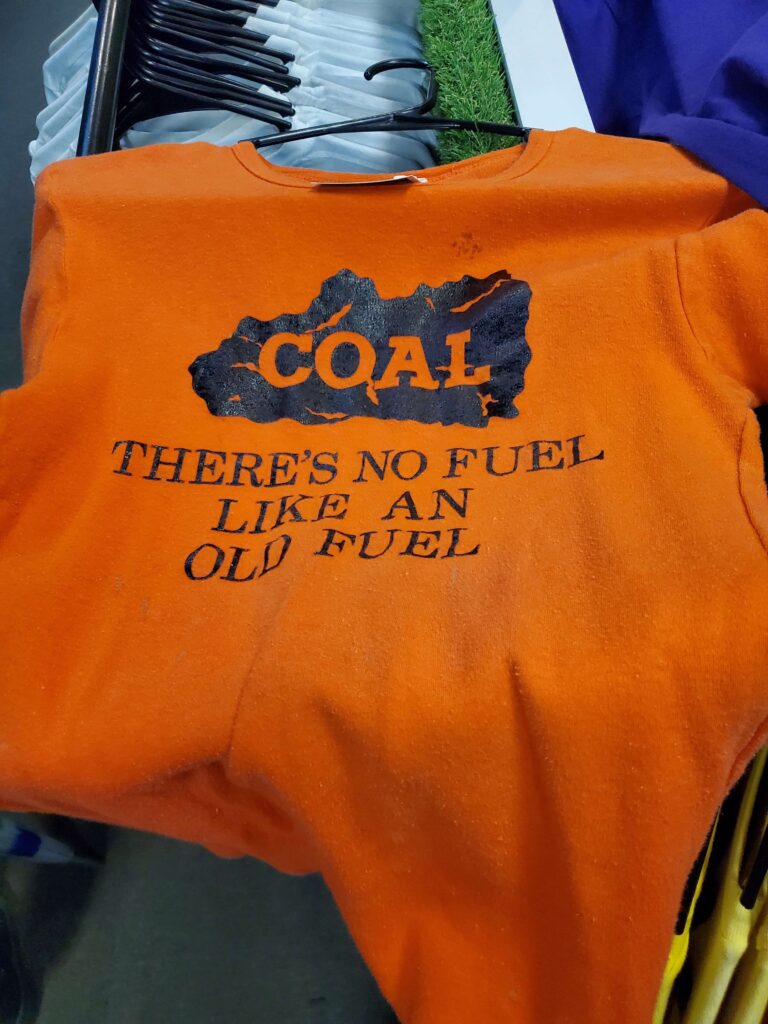 COAL
THERE'S NO FUEL
LIKE AN
OLD FUEL